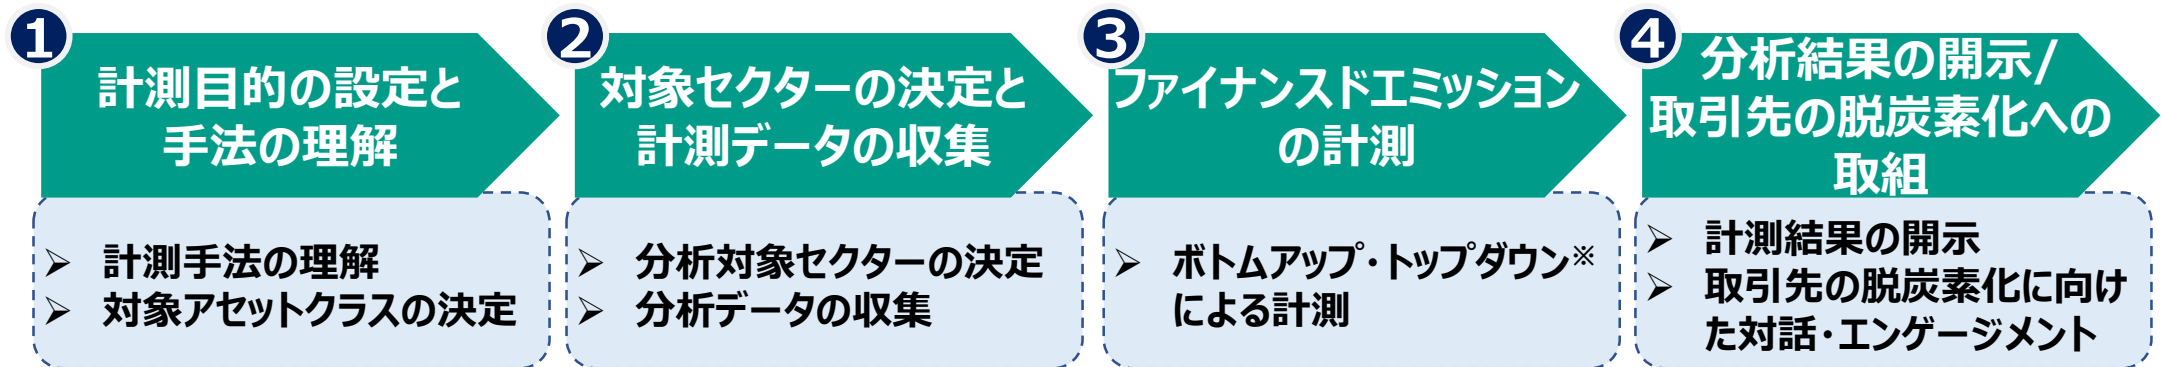 1
計測目的の設定と
手法の理解
➢ 計測手法の理解
➢ 対象アセットクラスの決定
2
対象セクターの決定と
計測データの収集
➢ 分析対象セクターの決定
➢ 分析データの収集
3
ファイナンスドエミッション
の計測
➢ ボトムアップ・トップダウン※
による計測
4
分析結果の開示/
取引先の脱炭素化への
取組
➢ 計測結果の開示
➢ 取引先の脱炭素化に向け
た対話・エンゲージメント